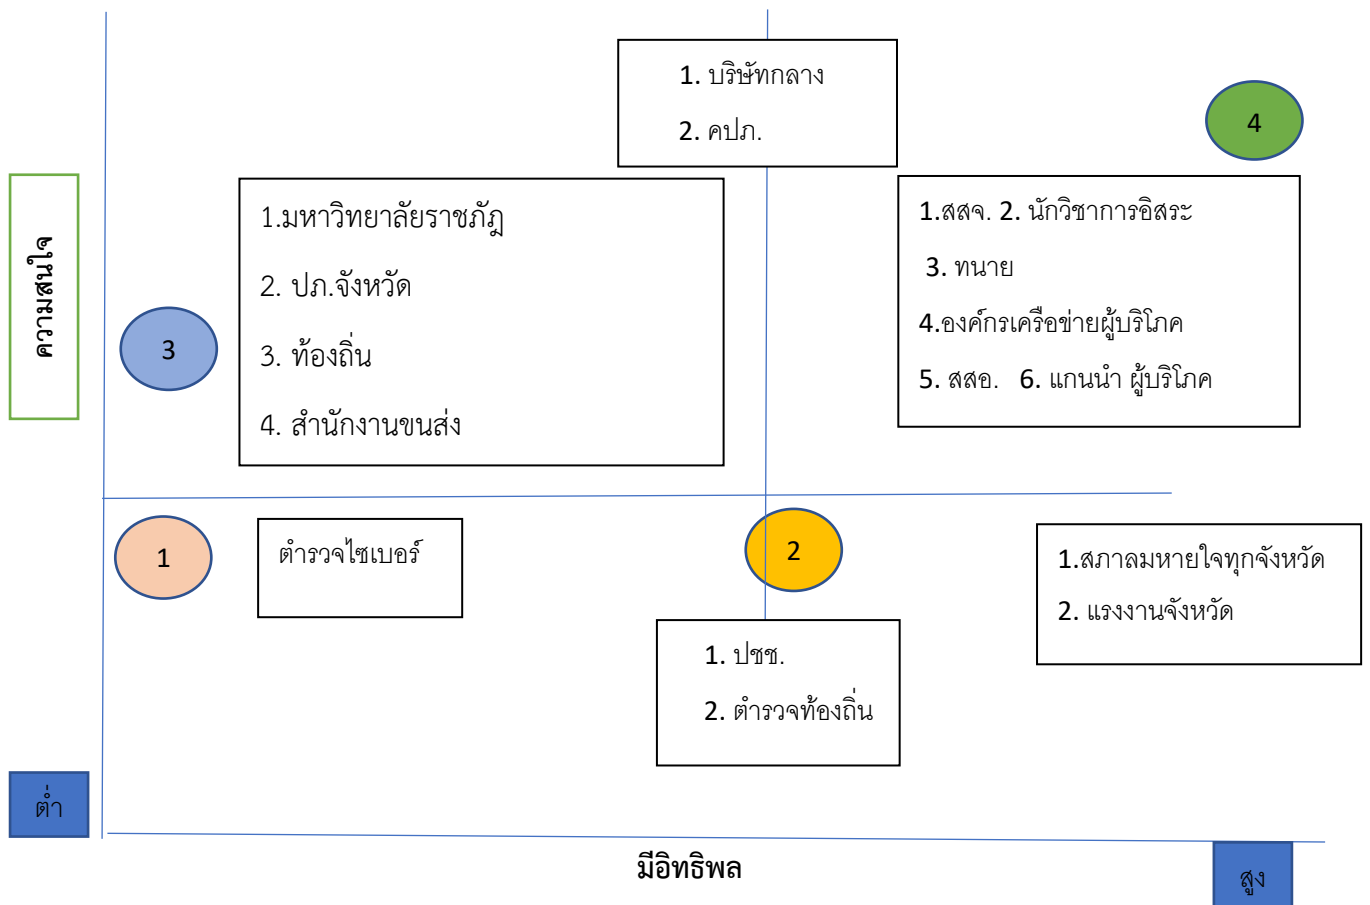 1. บริษัทกลาง
2. คปภ.
4
ความสนใจ
1.มหาวิทยาลัยราชภัฎ
2. ปภ.จังหวัด
3. ท้องถิ่น
4. สำนักงานขนส่ง
3
1.สสจ. 2. นักวิชาการอิสระ
3. ทนาย
4.องค์กรเครือข่ายผู้บริโภค
5. สสอ. 6. แกนนำ ผู้บริโภค
1
ตำรวจไซเบอร์
2
1. ปชช.
2. ตำรวจท้องถิ่น
1.สภาลมหายใจทุกจังหวัด
2. แรงงานจังหวัด
ต่ำ
มีอิทธิพล
สูง